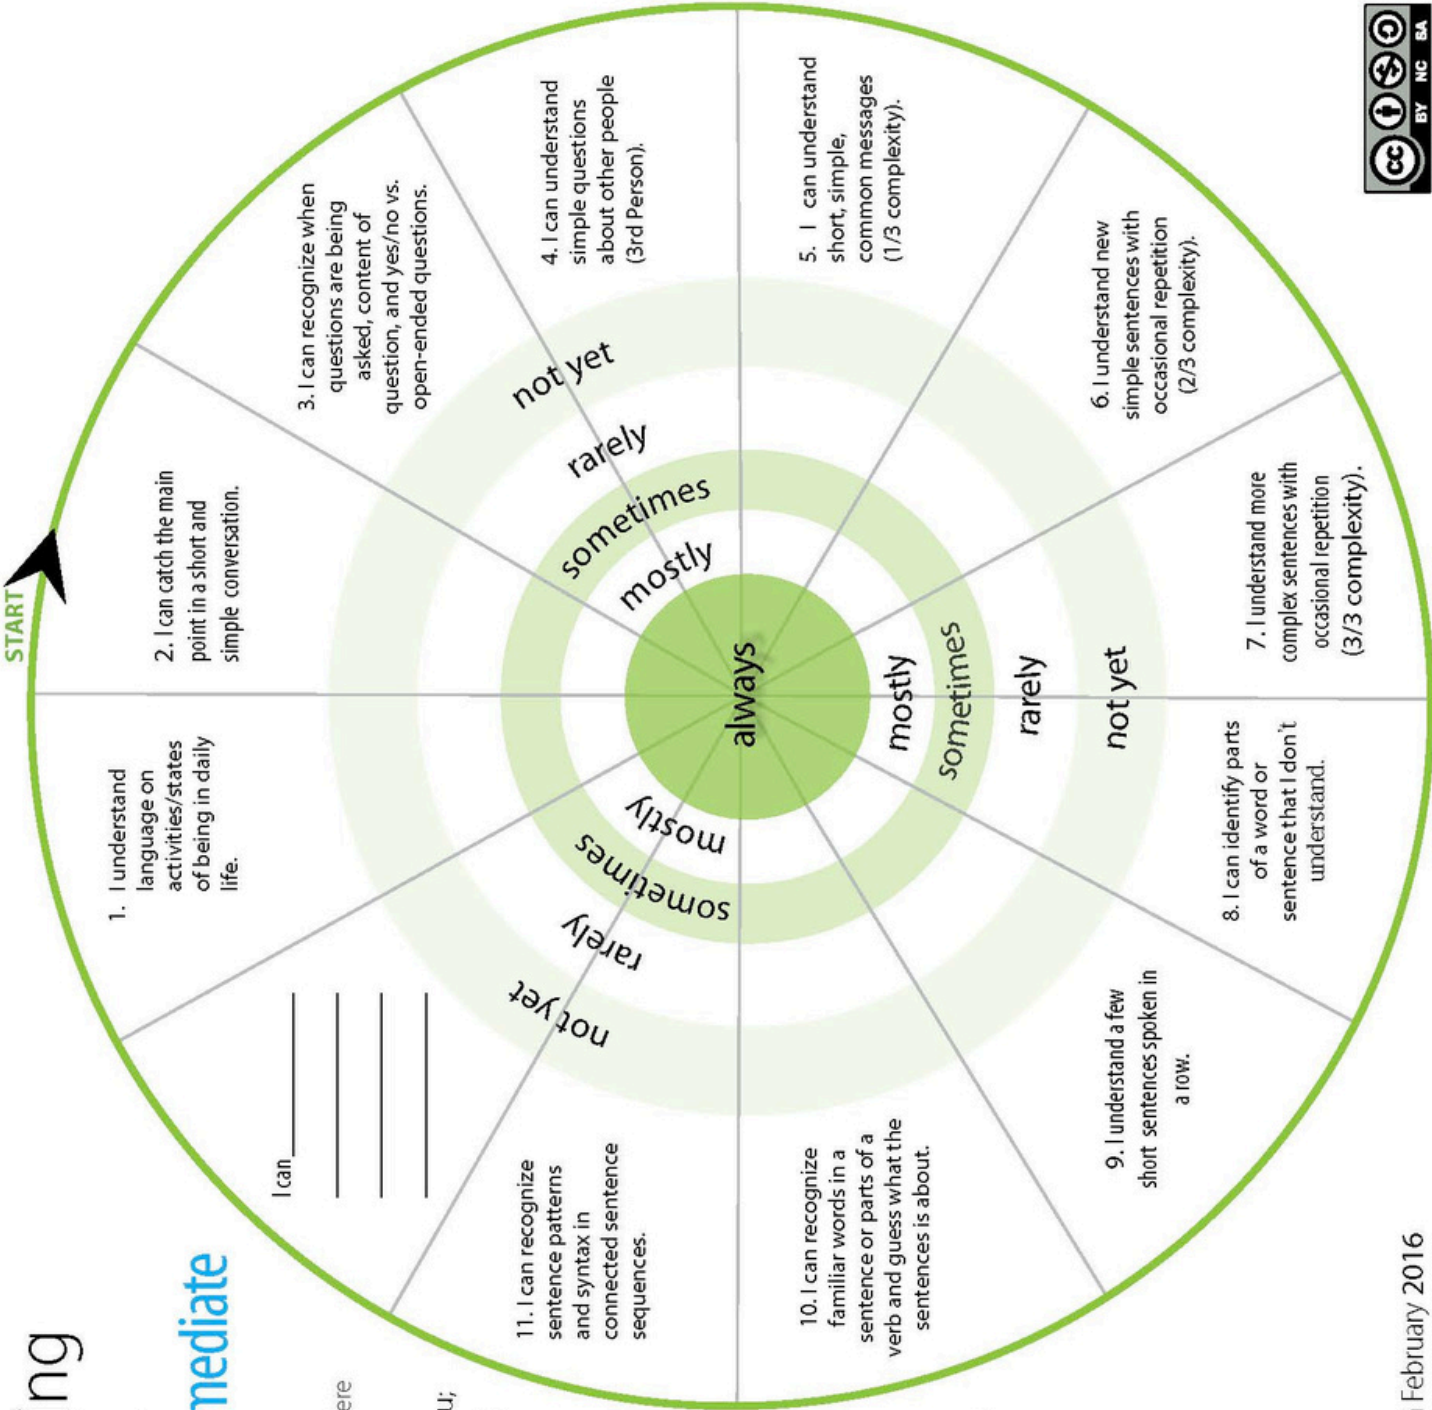 ng
mediate
ere
u;
START
1. I understand
language on
activities/states
of being in daily
life.
2. I can catch the main
point in a short and
simple conversation.
3. I can recognize when
questions are being
asked, content of
question, and yes/no vs.
open-ended questions.
4. I can understand
simple questions
about other people
(3rd Person).
5. I can understand
short, simple,
common messages
(1/3 complexity).
6. I understand new
simple sentences with
occasional repetition
(2/3 complexity).
7. I understand more
complex sentences with
occasional repetition
(3/3 complexity).
8. I can identify parts
of a word or
sentence that I don't
understand.
9. I understand a few
short sentences spoken in
a row.
10. I can recognize
familiar words in a
sentence or parts of a
verb and guess what the
sentences is about.
11. I can recognize
sentence patterns
and syntax in
connected sentence
sequences.
I can
not yet
rarely
sometimes
mostly
always
mostly
sometimes
rarely
not yet
mostly
sometimes
rarely
not yet
February 2016
cc
BY NC SA